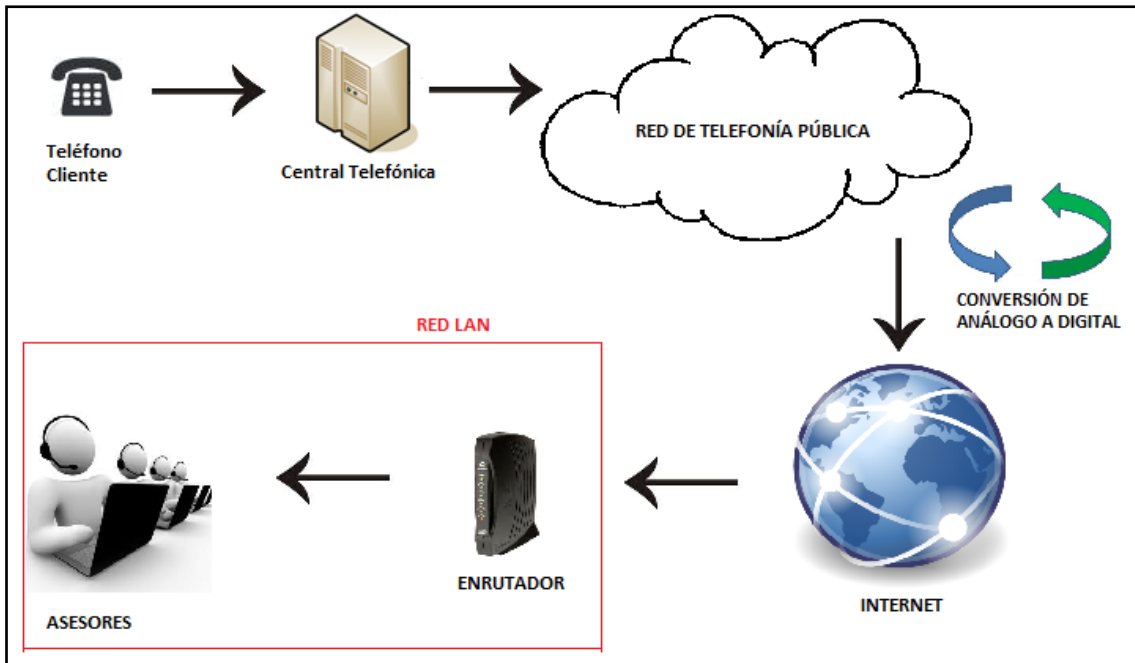 Teléfono
Cliente
Central Telefónica
RED DE TELEFONÍA PÚBLICA
CONVERSIÓN DE
ANÁLOGO A DIGITAL
RED LAN
ENRUTADOR
INTERNET
ASESORES